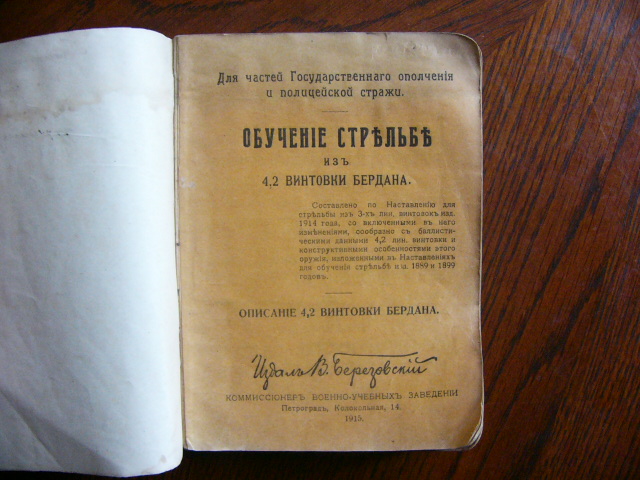 Для частей Государственнаго ополченія
и полицейской стражи.
ОБУЧЕНІЕ СТРѢЛЬБѢ
ИЗЪ
4,2 ВИНТОВКИ БЕРДАНА.
Составлено по Наставленію для
стрѣльбы изъ 3-хъ лин. винтовокъ изд.
1914 года, со включенными въ него
измѣненіями, сообразно съ баллисти-
ческими данными 4,2 лин. винтовки и
конструктивными особенностями этого
оружія, изложенными въ Наставленіяхъ
для обученія стрѣльбѣ изд. 1889 и 1899
годовъ.
ОПИСАНІЕ 4,2 ВИНТОВКИ БЕРДАНА.
Издалъ В. Березовскій
КОММИССІОНЕРЪ ВОЕННО-УЧЕБНЫХЪ ЗАВЕДЕНІИ
Петроградъ, Колокольная, 14.
1915.